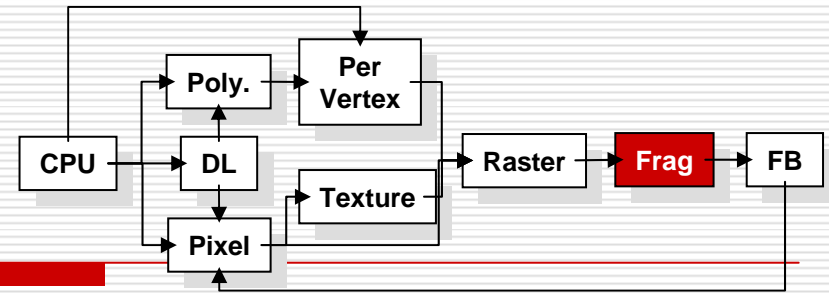 Poly.
Per
Vertex
CPU
DL
Raster
Frag
FB
Texture
Pixel